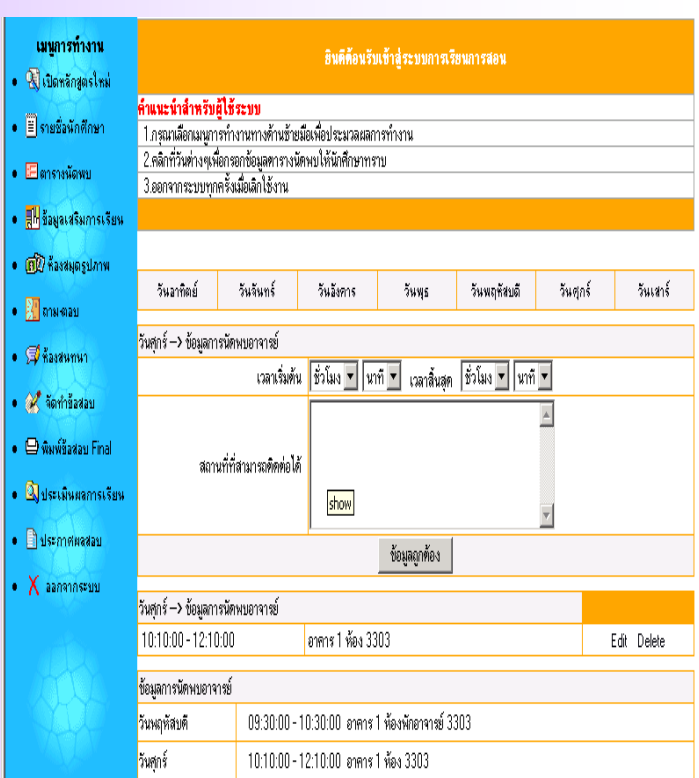 เมนูการทำงาน
เปิดหลักสูตรใหม่
รายชื่อนักศึกษา
ตารางนัดพบ
ข้อมูลเสริมการเรียน
ห้องสมุดรูปภาพ
ถาม-ตอบ
ห้องสนทนา
จัดทำข้อสอบ
พิมพ์ข้อสอบ Final
ประเมินผลการเรียน
ประกาศผลสอบ
X ออกจากระบบ
ยินดีต้อนรับเข้าสู่ระบบการเรียนการสอน
คำแนะนำสำหรับผู้ใช้ระบบ
1.กรุณาเลือกเมนูการทำงานทางด้านซ้ายมือเพื่อประมวลผลการทำงาน
2.คลิกที่วันต่างๆเพื่อกรอกข้อมูลตารางนัดพบให้นักศึกษาทราบ
3.ออกจากระบบทุกครั้งเมื่อเลิกใช้งาน
วันอาทิตย์ วันจันทร์ วันอังคาร วันพุธ วันพฤหัสบดี วันศุกร์ วันเสาร์
วันศุกร์ --> ข้อมูลการนัดพบอาจารย์
เวลาเริ่มต้น ชั่วโมง นาที เวลาสิ้นสุด ชั่วโมง นาที
สถานที่ที่สามารถติดต่อได้
show
ข้อมูลถูกต้อง
วันศุกร์ --> ข้อมูลการนัดพบอาจารย์
10:10:00 - 12:10:00 อาคาร 1 ห้อง 3303 Edit Delete
ข้อมูลการนัดพบอาจารย์
วันพฤหัสบดี 09:30:00 - 10:30:00 อาคาร 1 ห้องพักอาจารย์ 3303
วันศุกร์ 10:10:00 - 12:10:00 อาคาร 1 ห้อง 3303